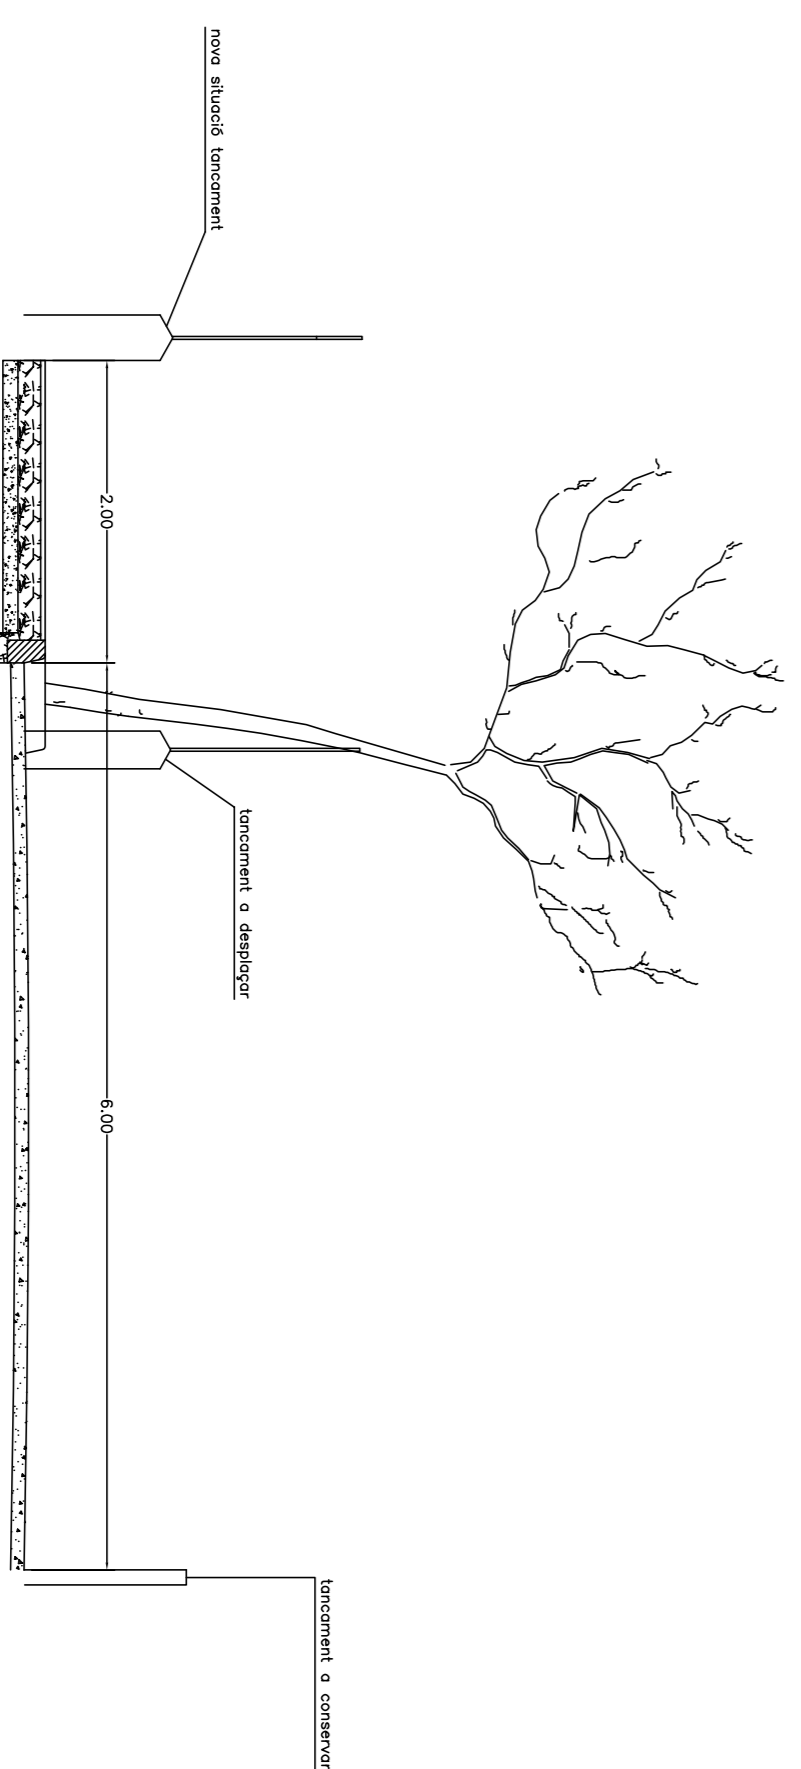 nova situació tancament
2.00
tancament a desplaçar
6.00
tancament a conservar